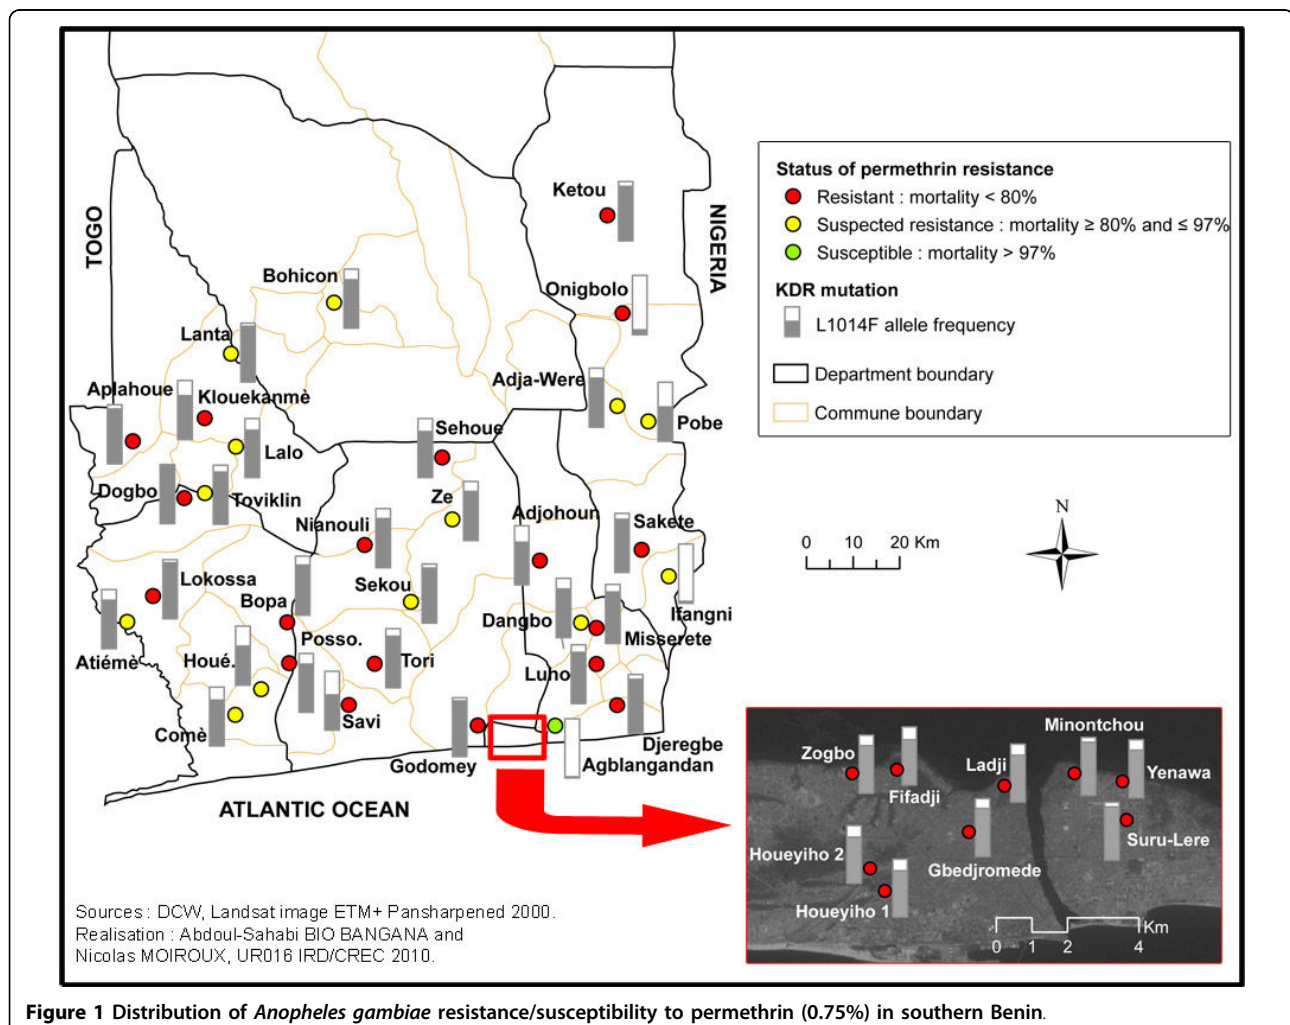 Ketou
TOGO
NIGERIA
Bohicon
Onigbolo
Lanta
Aplahoue
Klouekanmè
Adja-Were
Pobe
Sehoue
Lalo
Dogbo
Toviklin
Ze
Nianouli
Adjohoun
Sakete
Lokossa
Bopa
Sekou
Ifangni
Dangbo
Misserete
Atiémè
Houé.
Posso.
Tori
Luho
Comè
Savi
Godomey
Agblangandan
Djeregbe
ATLANTIC OCEAN
Status of permethrin resistance
Resistant : mortality < 80%
Suspected resistance : mortality ≥ 80% and ≤ 97%
Susceptible : mortality > 97%
KDR mutation
L1014F allele frequency
Department boundary
Commune boundary
0 10 20 Km
N
Minontchou
Zogbo
Ladji
Yenawa
Fifadji
Suru-Lere
Houeyiho 2
Gbedjromede
Houeyiho 1
Km
0 1 2 4
Sources : DCW, Landsat image ETM+ Pansharpened 2000.
Realisation : Abdoul-Sahabi BIO BANGANA and
Nicolas MOIROUX, UR016 IRD/CREC 2010.
Figure 1 Distribution of Anopheles gambiae resistance/susceptibility to permethrin (0.75%) in southern Benin.